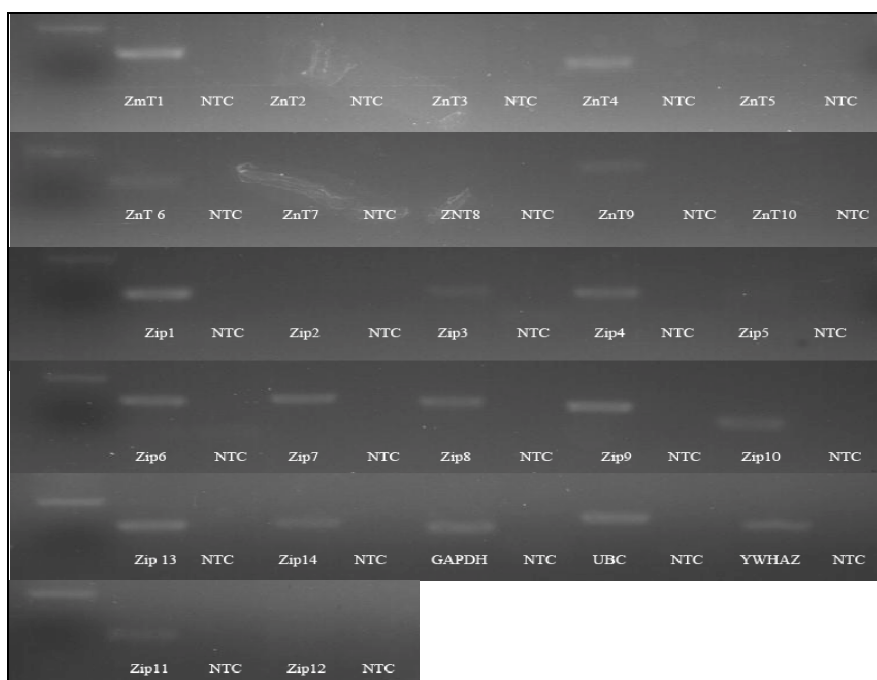 ZmT1 NTC ZnT2 NTC ZnT3 NTC ZnT4 NTC ZnT5 NTC
ZnT 6 NTC ZnT7 NTC ZNT8 NTC ZnT9 NTC ZnT10 NTC
Zip1 NTC Zip2 NTC Zip3 NTC Zip4 NTC Zip5 NTC
Zip6 NTC Zip7 NTC Zip8 NTC Zip9 NTC Zip10 NTC
Zip 13 NTC Zip14 NTC GAPDH NTC UBC NTC YWHAZ NTC
Zip11 NTC Zip12 NTC